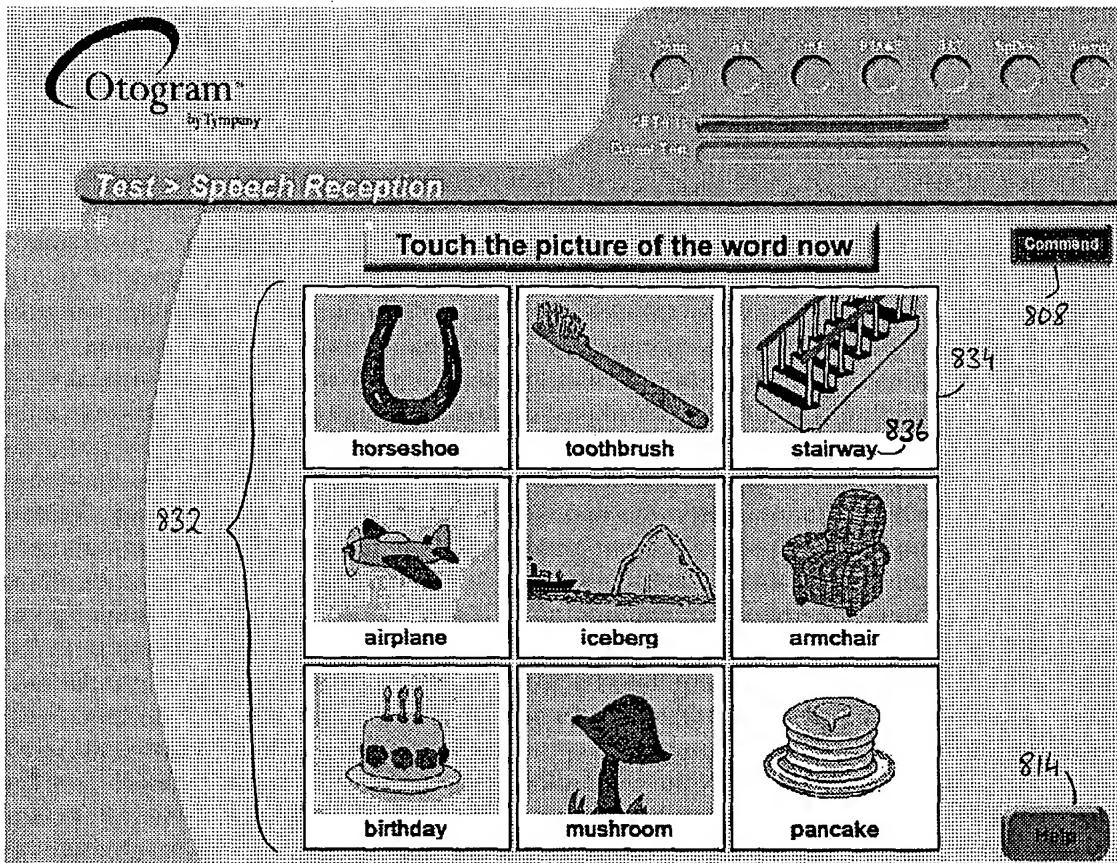 Otogram™
by Tympany
Test > Speech Reception
Touch the picture of the word now
Command
808
horseshoe
toothbrush
stairway
836
834
832
airplane
iceberg
armchair
birthday
mushroom
pancake
814
Help